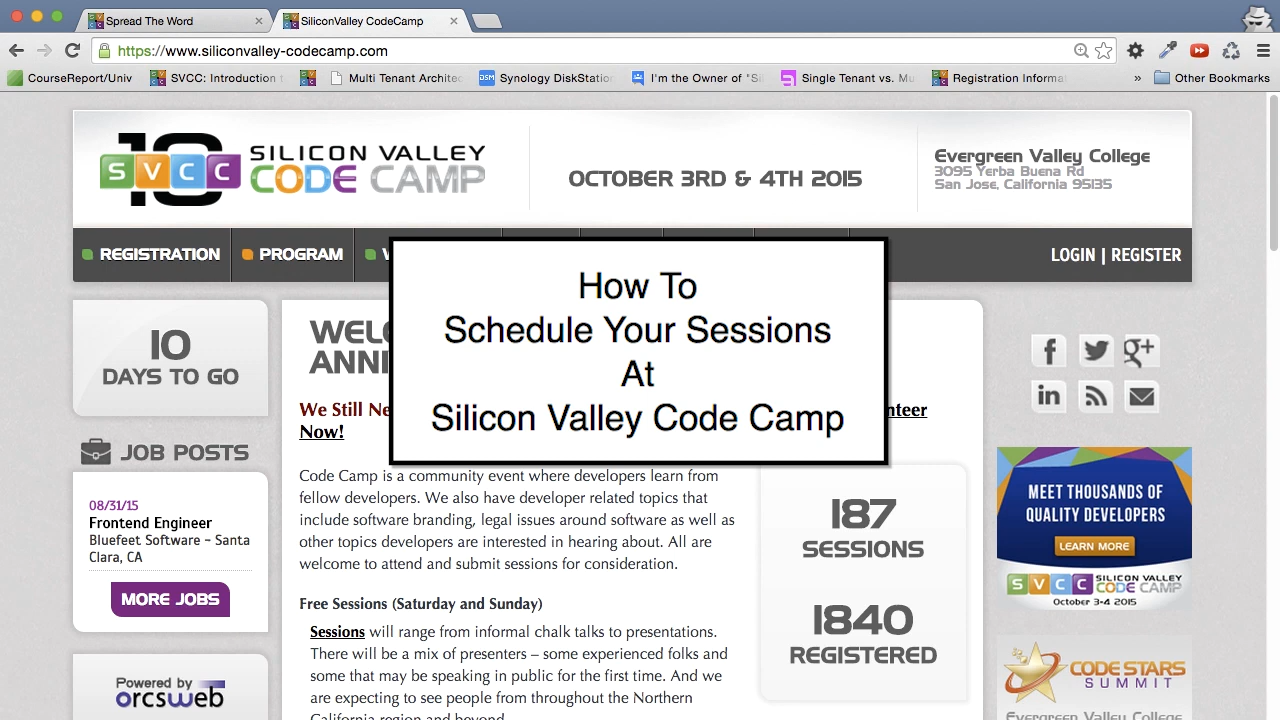 Spread The Word
SiliconValley CodeCamp
https://www.siliconvalley-codecamp.com
CourseReport/Univ
SVCC: Introduction t
Multi Tenant Architec
Synology DiskStation
I'm the Owner of "Sil
Single Tenant vs. Mu
Registration Informat
» Other Bookmarks
10
SVCC
SILICON VALLEY
CODE CAMP
OCTOBER 3RD & 4TH 2015
Evergreen Valley College
3095 Yerba Buena Rd
San Jose, California 95135
REGISTRATION
PROGRAM
LOGIN | REGISTER
How To
Schedule Your Sessions
At
Silicon Valley Code Camp
10
DAYS TO GO
JOB POSTS
08/31/15
Frontend Engineer
Bluefeet Software – Santa
Clara, CA
MORE JOBS
Powered by
orcsweb
WELC
ANNI
We Still Ne
nteer
Now!
Code Camp is a community event where developers learn from
fellow developers. We also have developer related topics that
include software branding, legal issues around software as well as
other topics developers are interested in hearing about. All are
welcome to attend and submit sessions for consideration.
Free Sessions (Saturday and Sunday)
Sessions will range from informal chalk talks to presentations.
There will be a mix of presenters – some experienced folks and
some that may be speaking in public for the first time. And we
are expecting to see people from throughout the Northern
California region and beyond.
187
SESSIONS
1840
REGISTERED
f
g+
in
MEET THOUSANDS OF
QUALITY DEVELOPERS
LEARN MORE
SVCC
SILICON VALLEY
CODE CAMP
October 3-4 2015
CODE STARS
SUMMIT
Evergreen Valley College